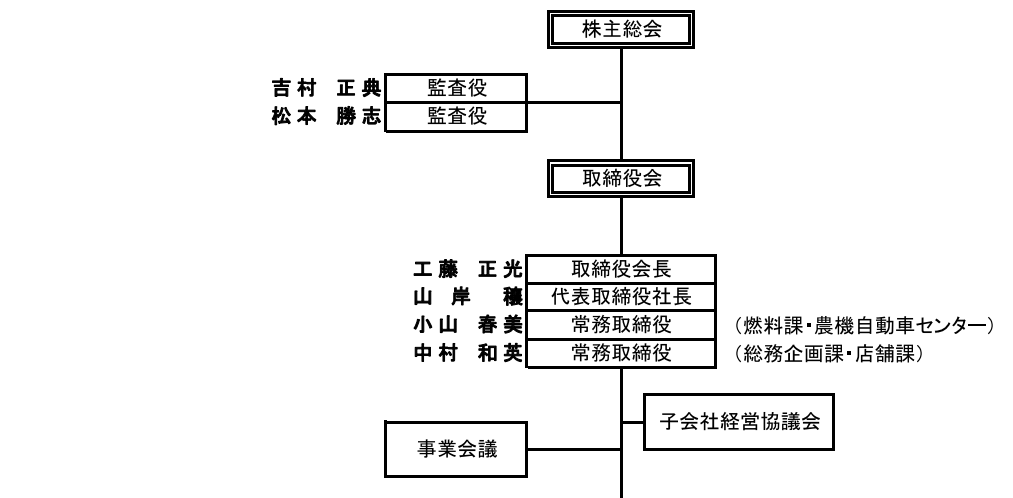 株主総会
吉村 正典 監査役
松本 勝志 監査役
取締役会
工藤 正光 取締役会長
山岸 穰 代表取締役社長
小山 春美 常務取締役 (燃料課・農機自動車センター)
中村 和英 常務取締役 (総務企画課・店舗課)
子会社経営協議会
事業会議